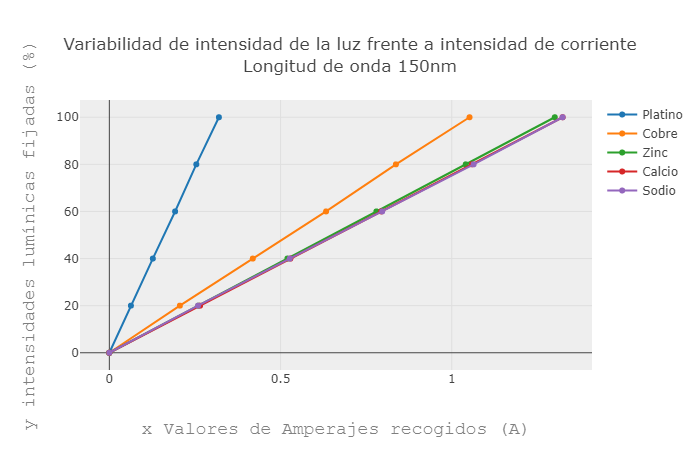 Variabilidad de intensidad de la luz frente a intensidad de corriente
Longitud de onda 150nm
y intensidades lumínicas fijadas (%)
100
80
60
40
20
0
0
0.5
1
x Valores de Amperajes recogidos (A)
Platino
Cobre
Zinc
Calcio
Sodio